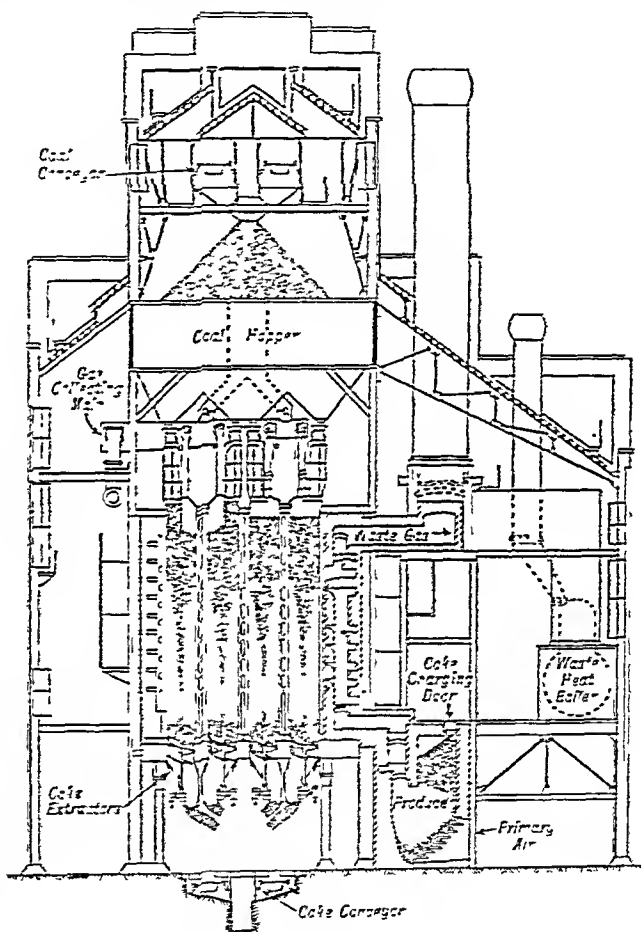 Coal
Conveyor
Coal Hopper
Gas
Collecting
Main
Waste Gas
Coke
Charging
Door
Waste
Heat
Boiler
Coke
Extractors
Producer
Primary
Air
Coke Conveyor